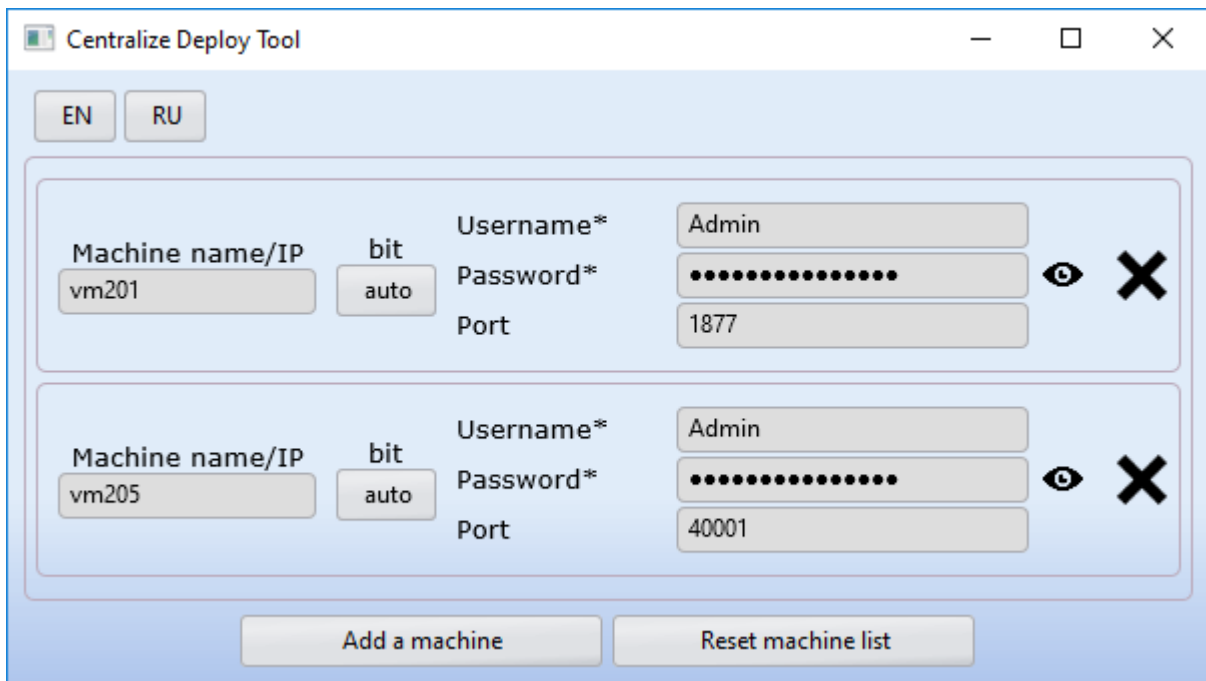 Centralize Deploy Tool
EN RU
Machine name/IP
vm201
bit
auto
Username* Admin
Password* •••••••••••••••
Port 1877
Machine name/IP
vm205
bit
auto
Username* Admin
Password* •••••••••••••••
Port 40001
Add a machine Reset machine list